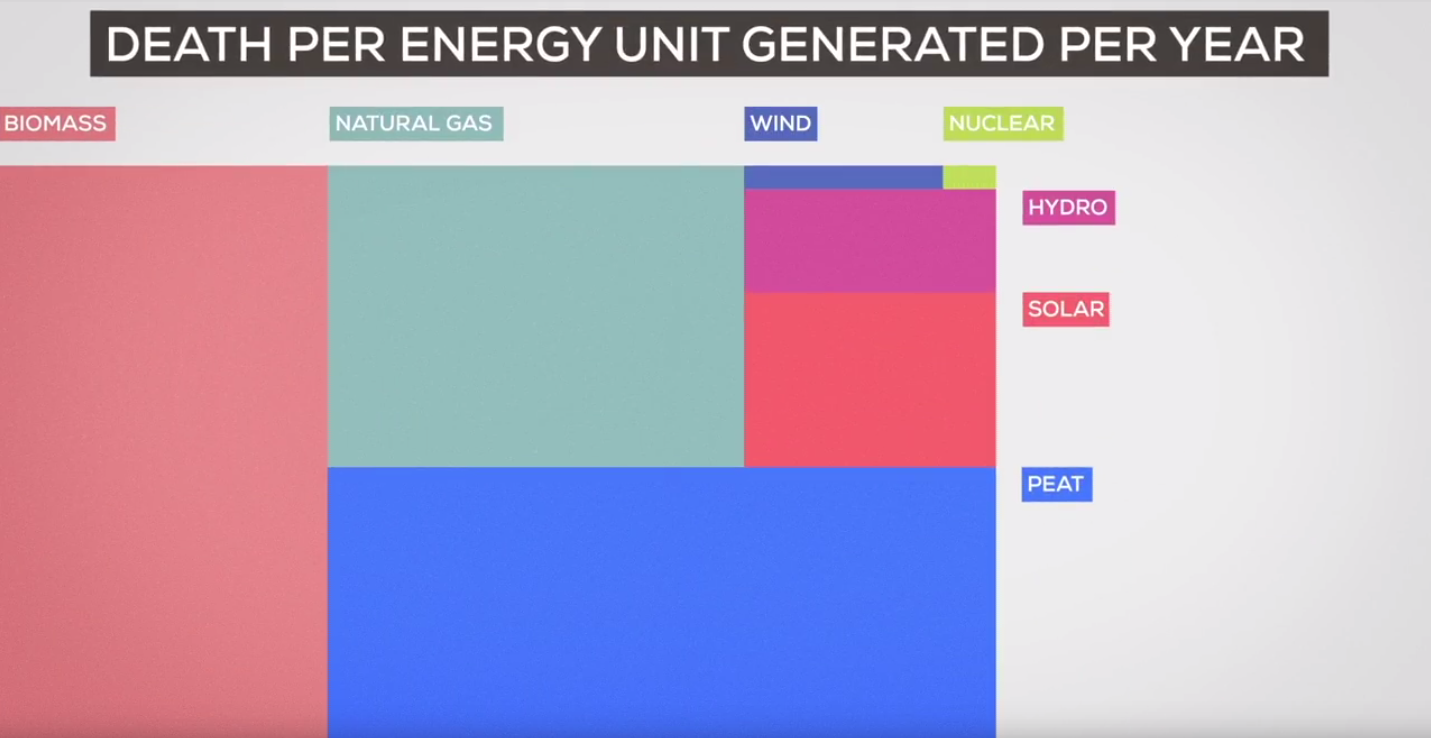 DEATH PER ENERGY UNIT GENERATED PER YEAR
BIOMASS
NATURAL GAS
WIND
NUCLEAR
HYDRO
SOLAR
PEAT